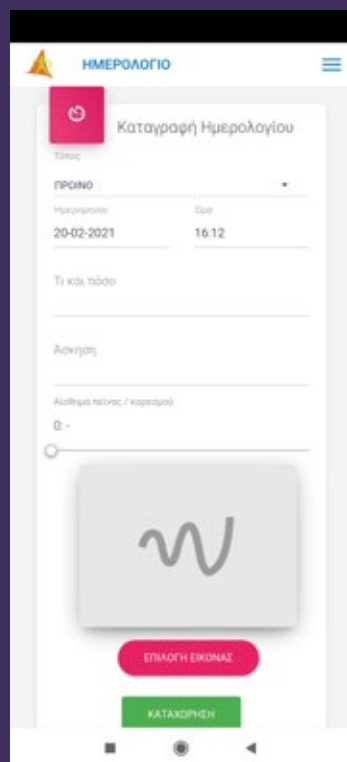 ΗΜΕΡΟΛΟΓΙΟ
Καταγραφή Ημερολογίου
Τύπος
ΠΡΩΙΝΟ
Ημερομηνία Ώρα
20-02-2021 16:12
Τι και πόσο
Άσκηση
Αίσθημα πείνας / κορεσμού
0: -
ΕΠΙΛΟΓΗ ΕΙΚΟΝΑΣ
ΚΑΤΑΧΩΡΗΣΗ